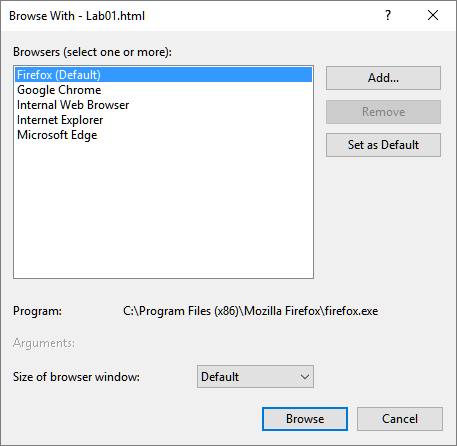 Browse With - Lab01.html
Browsers (select one or more):
Firefox (Default)
Google Chrome
Internal Web Browser
Internet Explorer
Microsoft Edge
Add...
Remove
Set as Default
Program: C:\Program Files (x86)\Mozilla Firefox\firefox.exe
Arguments:
Size of browser window: Default
Browse Cancel